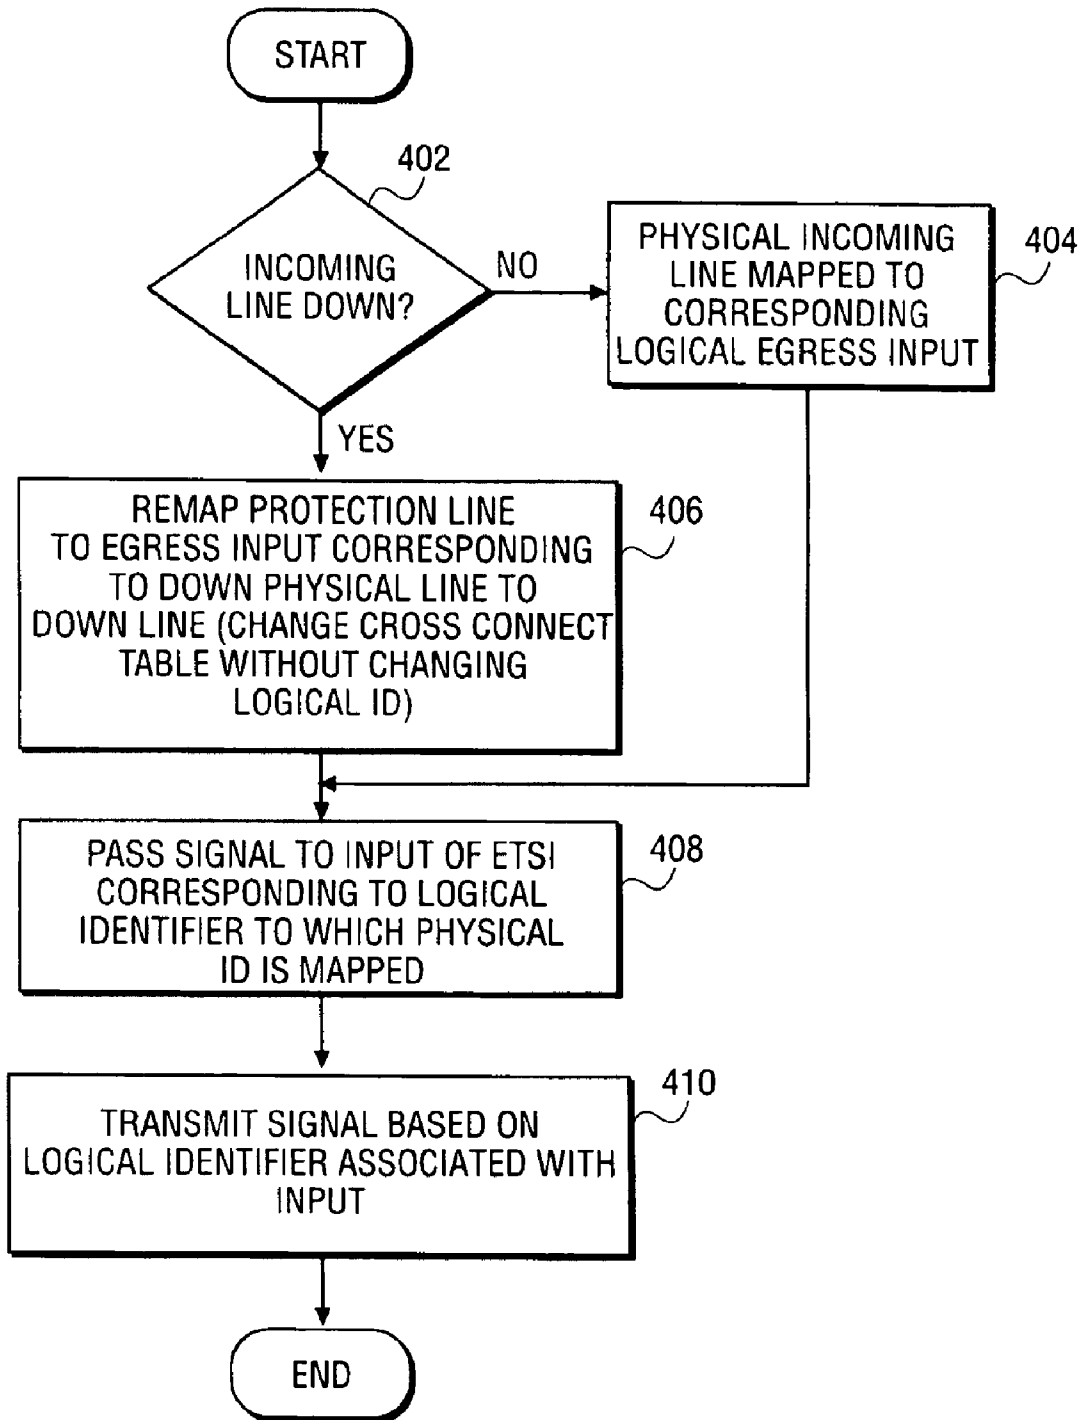 START
402
INCOMING
LINE DOWN?
NO
PHYSICAL INCOMING
LINE MAPPED TO
CORRESPONDING
LOGICAL EGRESS INPUT
404
YES
REMAP PROTECTION LINE
TO EGRESS INPUT CORRESPONDING
TO DOWN PHYSICAL LINE TO
DOWN LINE (CHANGE CROSS CONNECT
TABLE WITHOUT CHANGING
LOGICAL ID)
406
PASS SIGNAL TO INPUT OF ETSI
CORRESPONDING TO LOGICAL
IDENTIFIER TO WHICH PHYSICAL
ID IS MAPPED
408
TRANSMIT SIGNAL BASED ON
LOGICAL IDENTIFIER ASSOCIATED WITH
INPUT
410
END